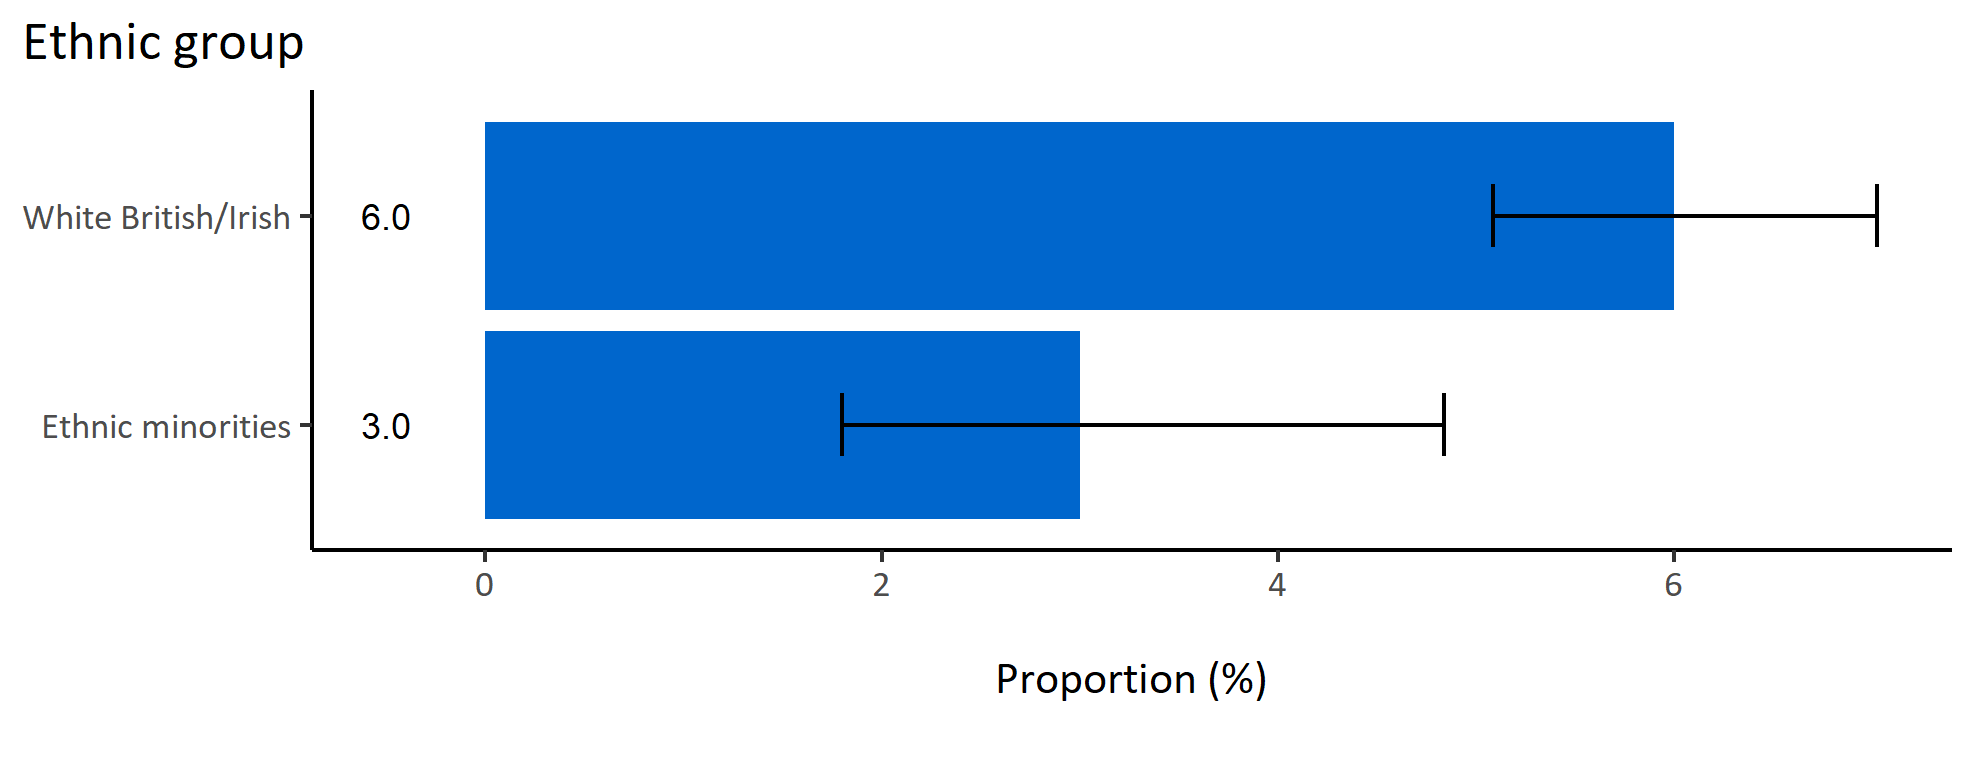 Ethnic group
White British/Irish 6.0
Ethnic minorities 3.0
0 2 4 6
Proportion (%)